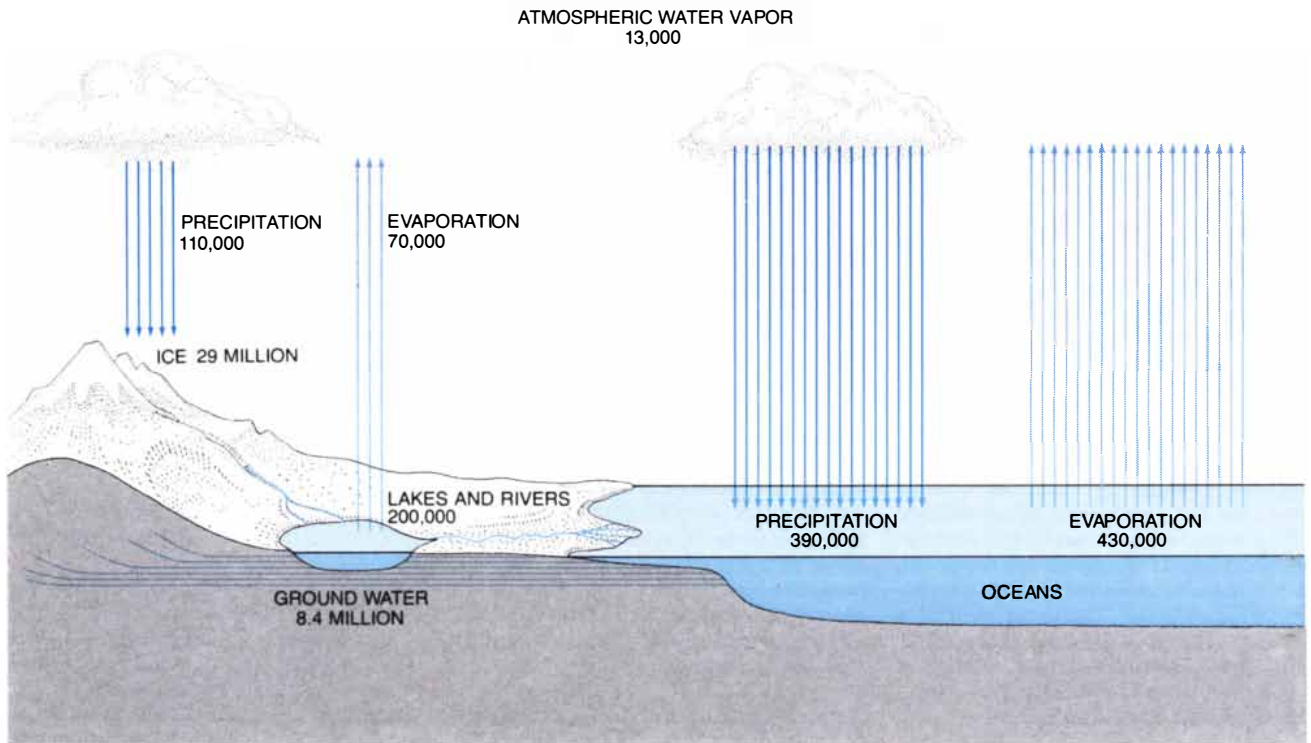 ATMOSPHERIC WATER VAPOR
13,000
PRECIPITATION
110,000
EVAPORATION
70,000
ICE 29 MILLION
LAKES AND RIVERS
200,000
GROUND WATER
8.4 MILLION
PRECIPITATION
390,000
EVAPORATION
430,000
OCEANS